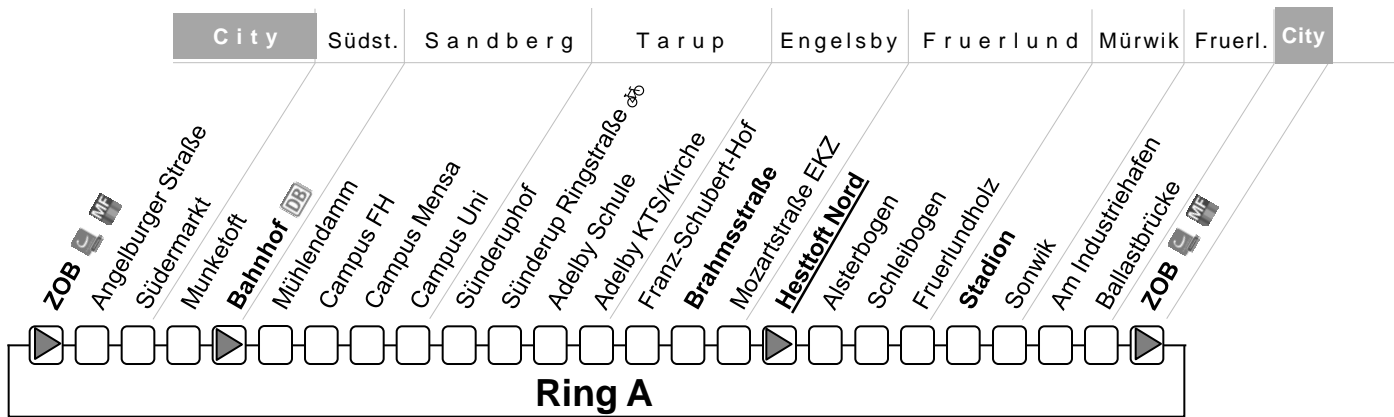 City
Südst.
Sandberg
Tarup
Engelsby
Fruerlund
Mürwik
Fruerl.
City
ZOB MF
Angelburger Straße
Südermarkt
Munketoft
Bahnhof DB
Mühlendamm
Campus FH
Campus Mensa
Campus Uni
Sünderuphof
Sünderup Ringstraße
Adelby Schule
Adelby KTS/Kirche
Franz-Schubert-Hof
Brahmsstraße
Mozartstraße EKZ
Hesttoft Nord
Alsterbogen
Schleibogen
Fruerlundholz
Stadion
Sonwik
Am Industriehafen
Ballastbrücke
ZOB MF
Ring A